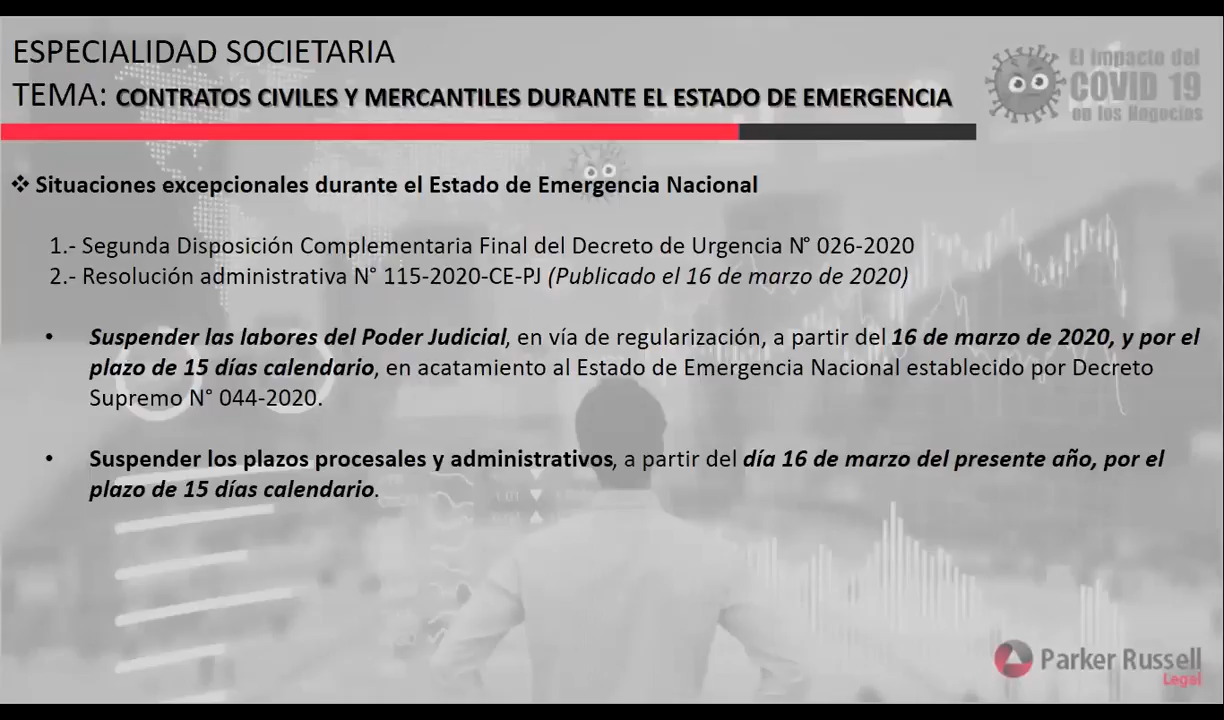 ESPECIALIDAD SOCIETARIA
TEMA: CONTRATOS CIVILES Y MERCANTILES DURANTE EL ESTADO DE EMERGENCIA
El impacto del
COVID 19
en los Negocios
❖ Situaciones excepcionales durante el Estado de Emergencia Nacional
1.- Segunda Disposición Complementaria Final del Decreto de Urgencia N° 026-2020
2.- Resolución administrativa N° 115-2020-CE-PJ (Publicado el 16 de marzo de 2020)
• Suspender las labores del Poder Judicial, en vía de regularización, a partir del 16 de marzo de 2020, y por el
plazo de 15 días calendario, en acatamiento al Estado de Emergencia Nacional establecido por Decreto
Supremo N° 044-2020.
• Suspender los plazos procesales y administrativos, a partir del día 16 de marzo del presente año, por el
plazo de 15 días calendario.
Parker Russell
Legal